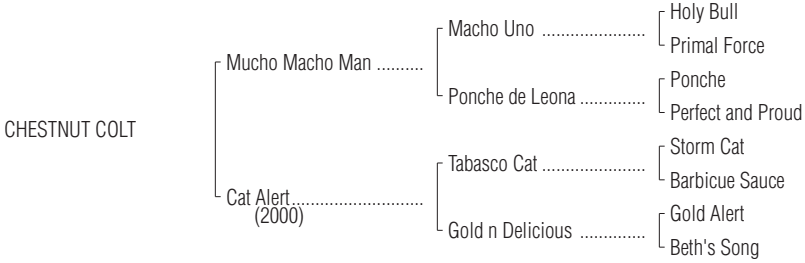 Holy Bull
Macho Uno ......................
Primal Force
Mucho Macho Man ..........
Ponche
Ponche de Leona ..............
Perfect and Proud
CHESTNUT COLT
Storm Cat
Tabasco Cat ......................
Barbicue Sauce
Cat Alert............................
(2000)
Gold Alert
Gold n Delicious ..............
Beth's Song